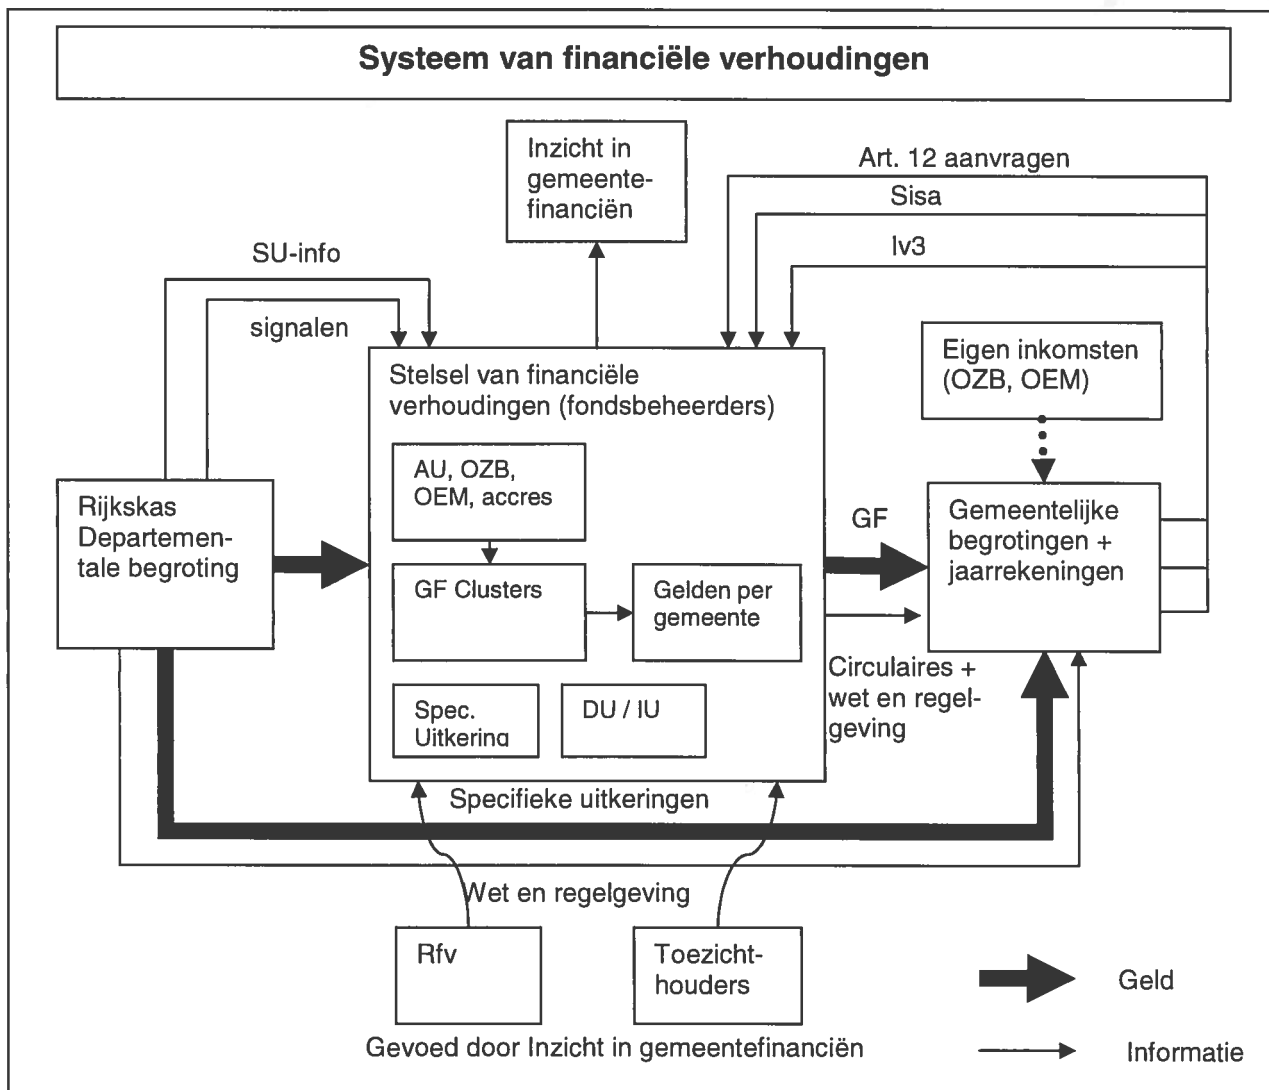 Systeem van financiële verhoudingen
Inzicht in
gemeente-
financiën
Art. 12 aanvragen
Sisa
Iv3
SU-info
signalen
Eigen inkomsten
(OZB, OEM)
Stelsel van financiële
verhoudingen (fondsbeheerders)
AU, OZB,
OEM, accres
Rijkskas
Departemen-
tale begroting
GF
Gemeentelijke
begrotingen +
jaarrekeningen
GF Clusters
Gelden per
gemeente
Circulaires +
wet en regel-
geving
Spec.
Uitkering
DU / IU
Specifieke uitkeringen
Wet en regelgeving
Rfv
Toezicht-
houders
Geld
Gevoed door Inzicht in gemeentefinanciën
Informatie